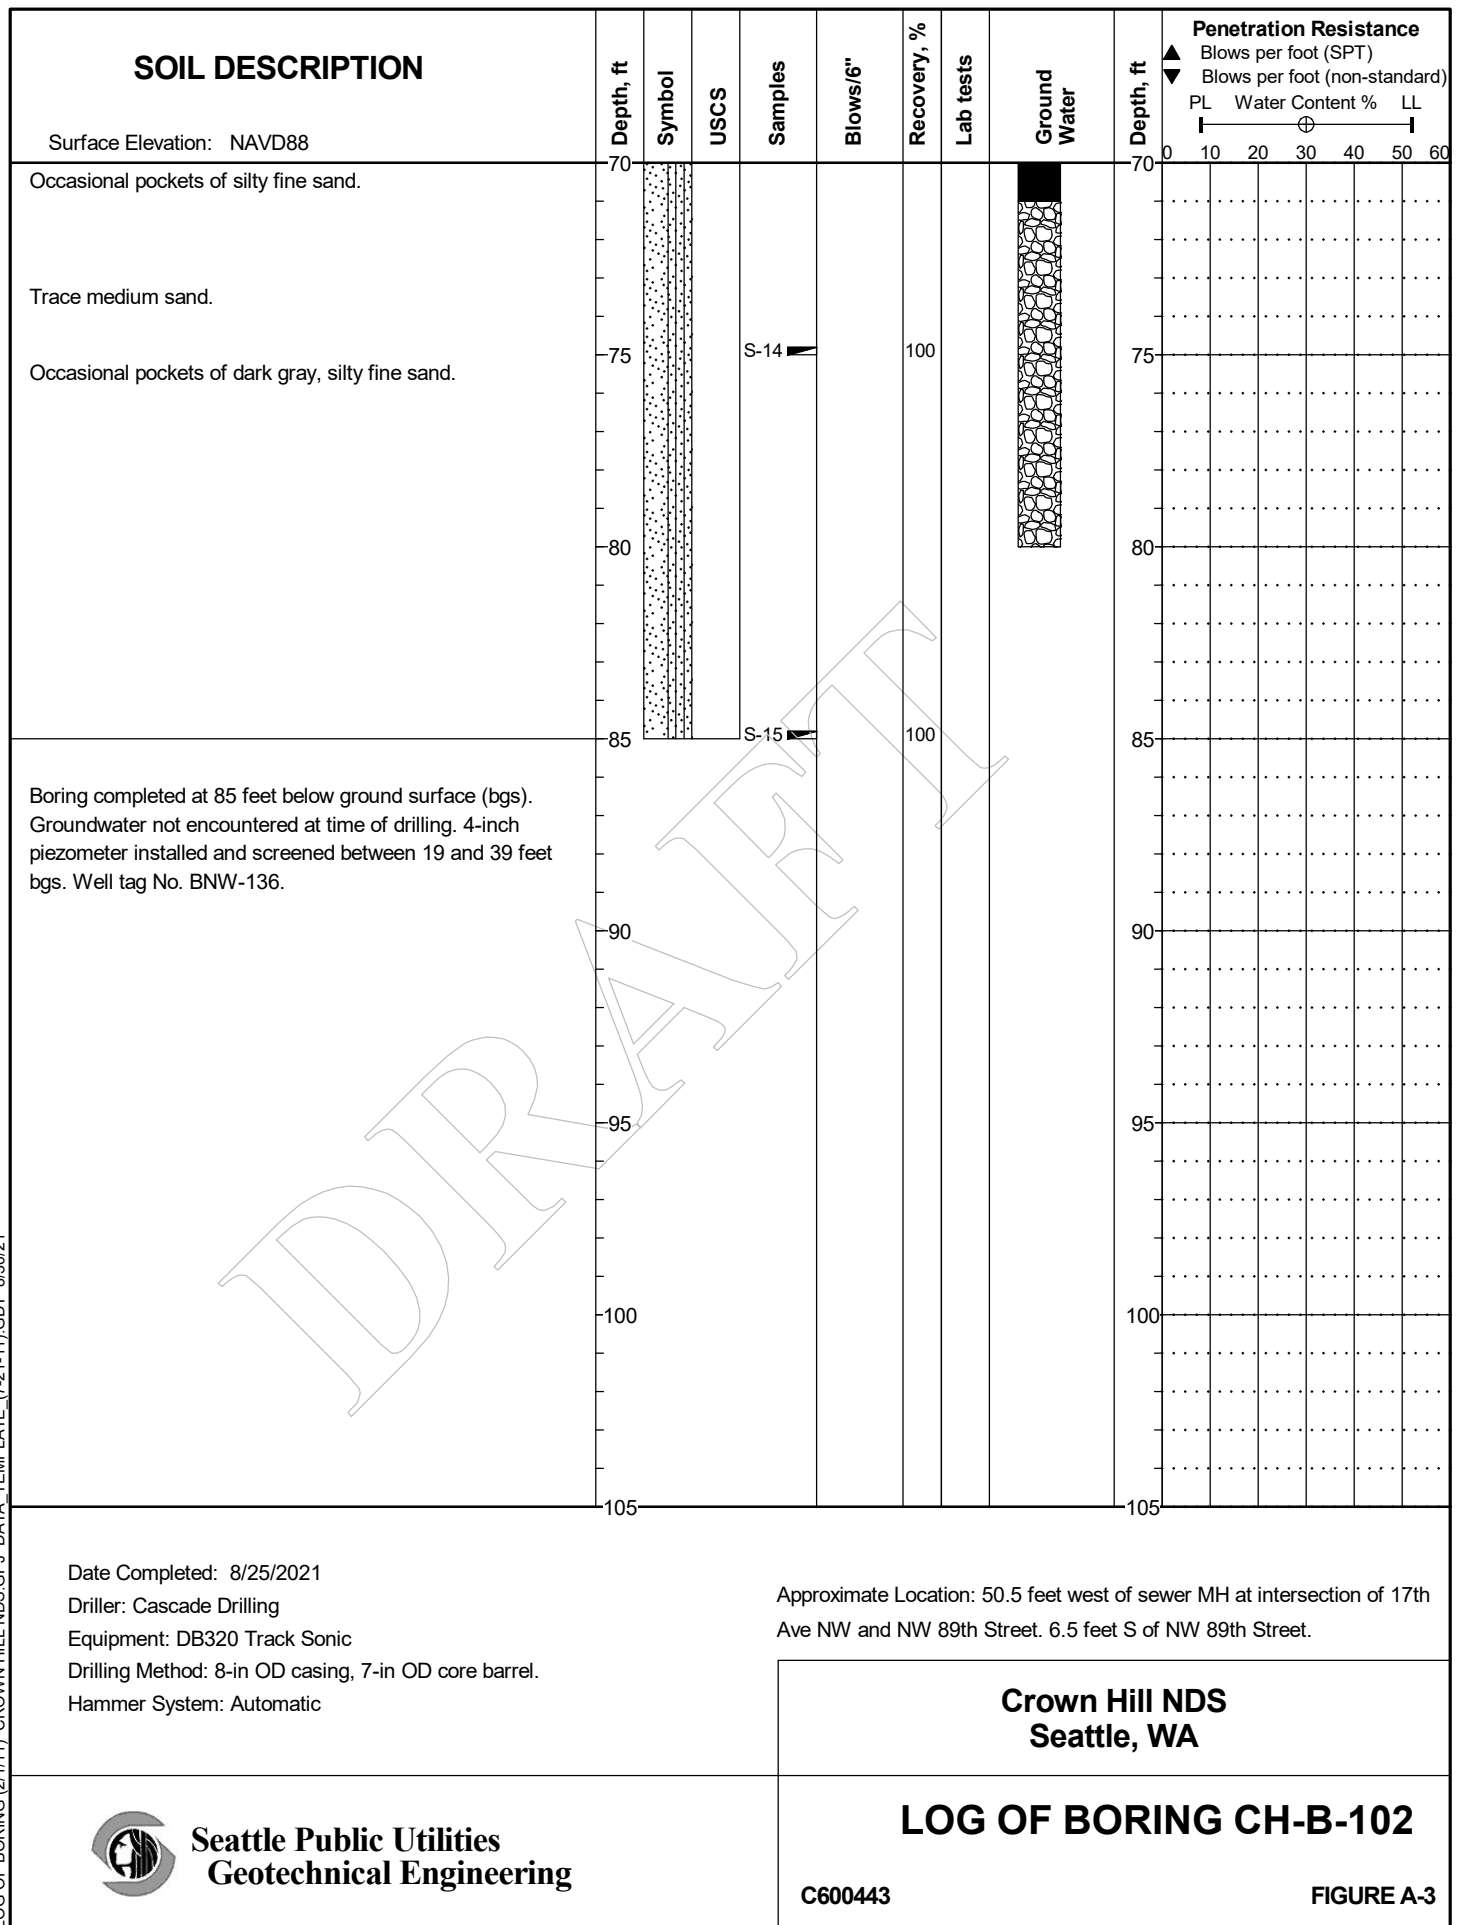 SOIL DESCRIPTION
Surface Elevation: NAVD88
Depth, ft
Symbol
USCS
Samples
Blows/6"
Recovery, %
Lab tests
Ground
Water
Depth, ft
Penetration Resistance
Blows per foot (SPT)
Blows per foot (non-standard)
PL Water Content % LL
0 10 20 30 40 50 60
70 70
Occasional pockets of silty fine sand.
Trace medium sand.
75 S-14 100 75
Occasional pockets of dark gray, silty fine sand.
80 80
85 S-15 100 85
Boring completed at 85 feet below ground surface (bgs).
Groundwater not encountered at time of drilling. 4-inch
piezometer installed and screened between 19 and 39 feet
bgs. Well tag No. BNW-136.
90 90
95 95
100 100
105 105
DRAFT
Date Completed: 8/25/2021
Driller: Cascade Drilling
Equipment: DB320 Track Sonic
Drilling Method: 8-in OD casing, 7-in OD core barrel.
Hammer System: Automatic
Approximate Location: 50.5 feet west of sewer MH at intersection of 17th
Ave NW and NW 89th Street. 6.5 feet S of NW 89th Street.
Crown Hill NDS
Seattle, WA
Seattle Public Utilities
Geotechnical Engineering
LOG OF BORING CH-B-102
C600443 FIGURE A-3